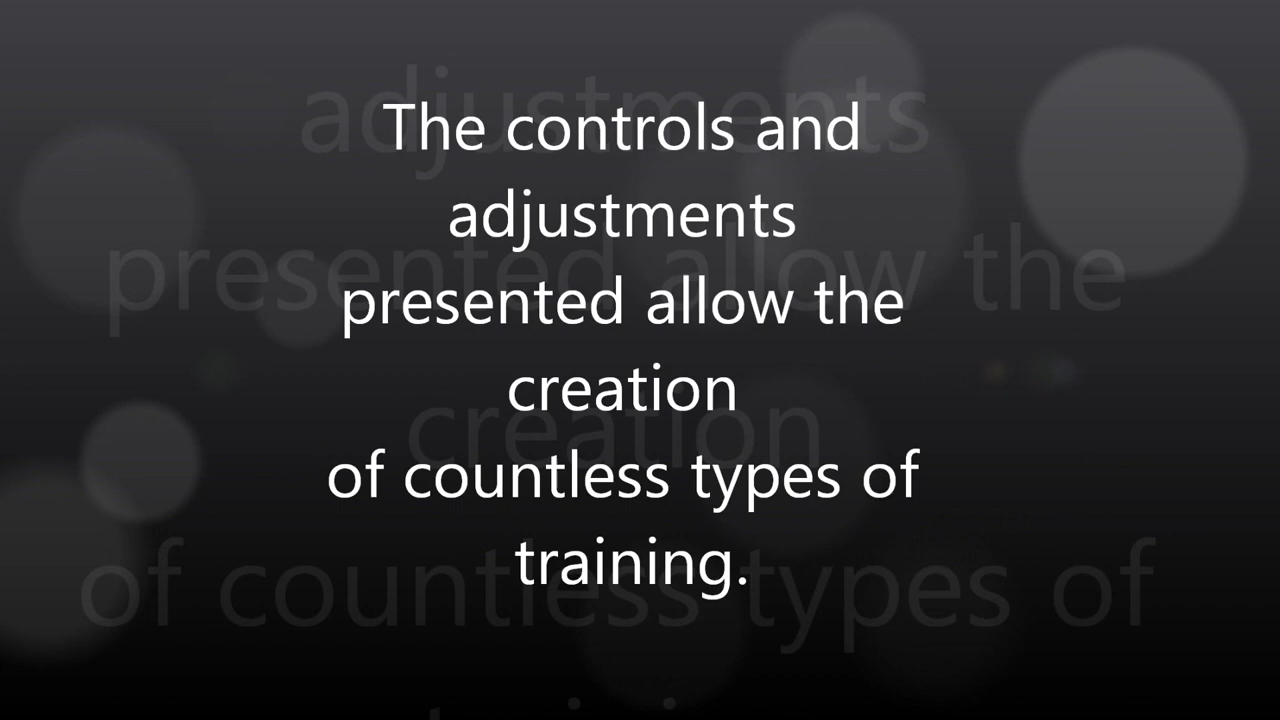 The controls and
adjustments
presented allow the
creation
of countless types of
training.